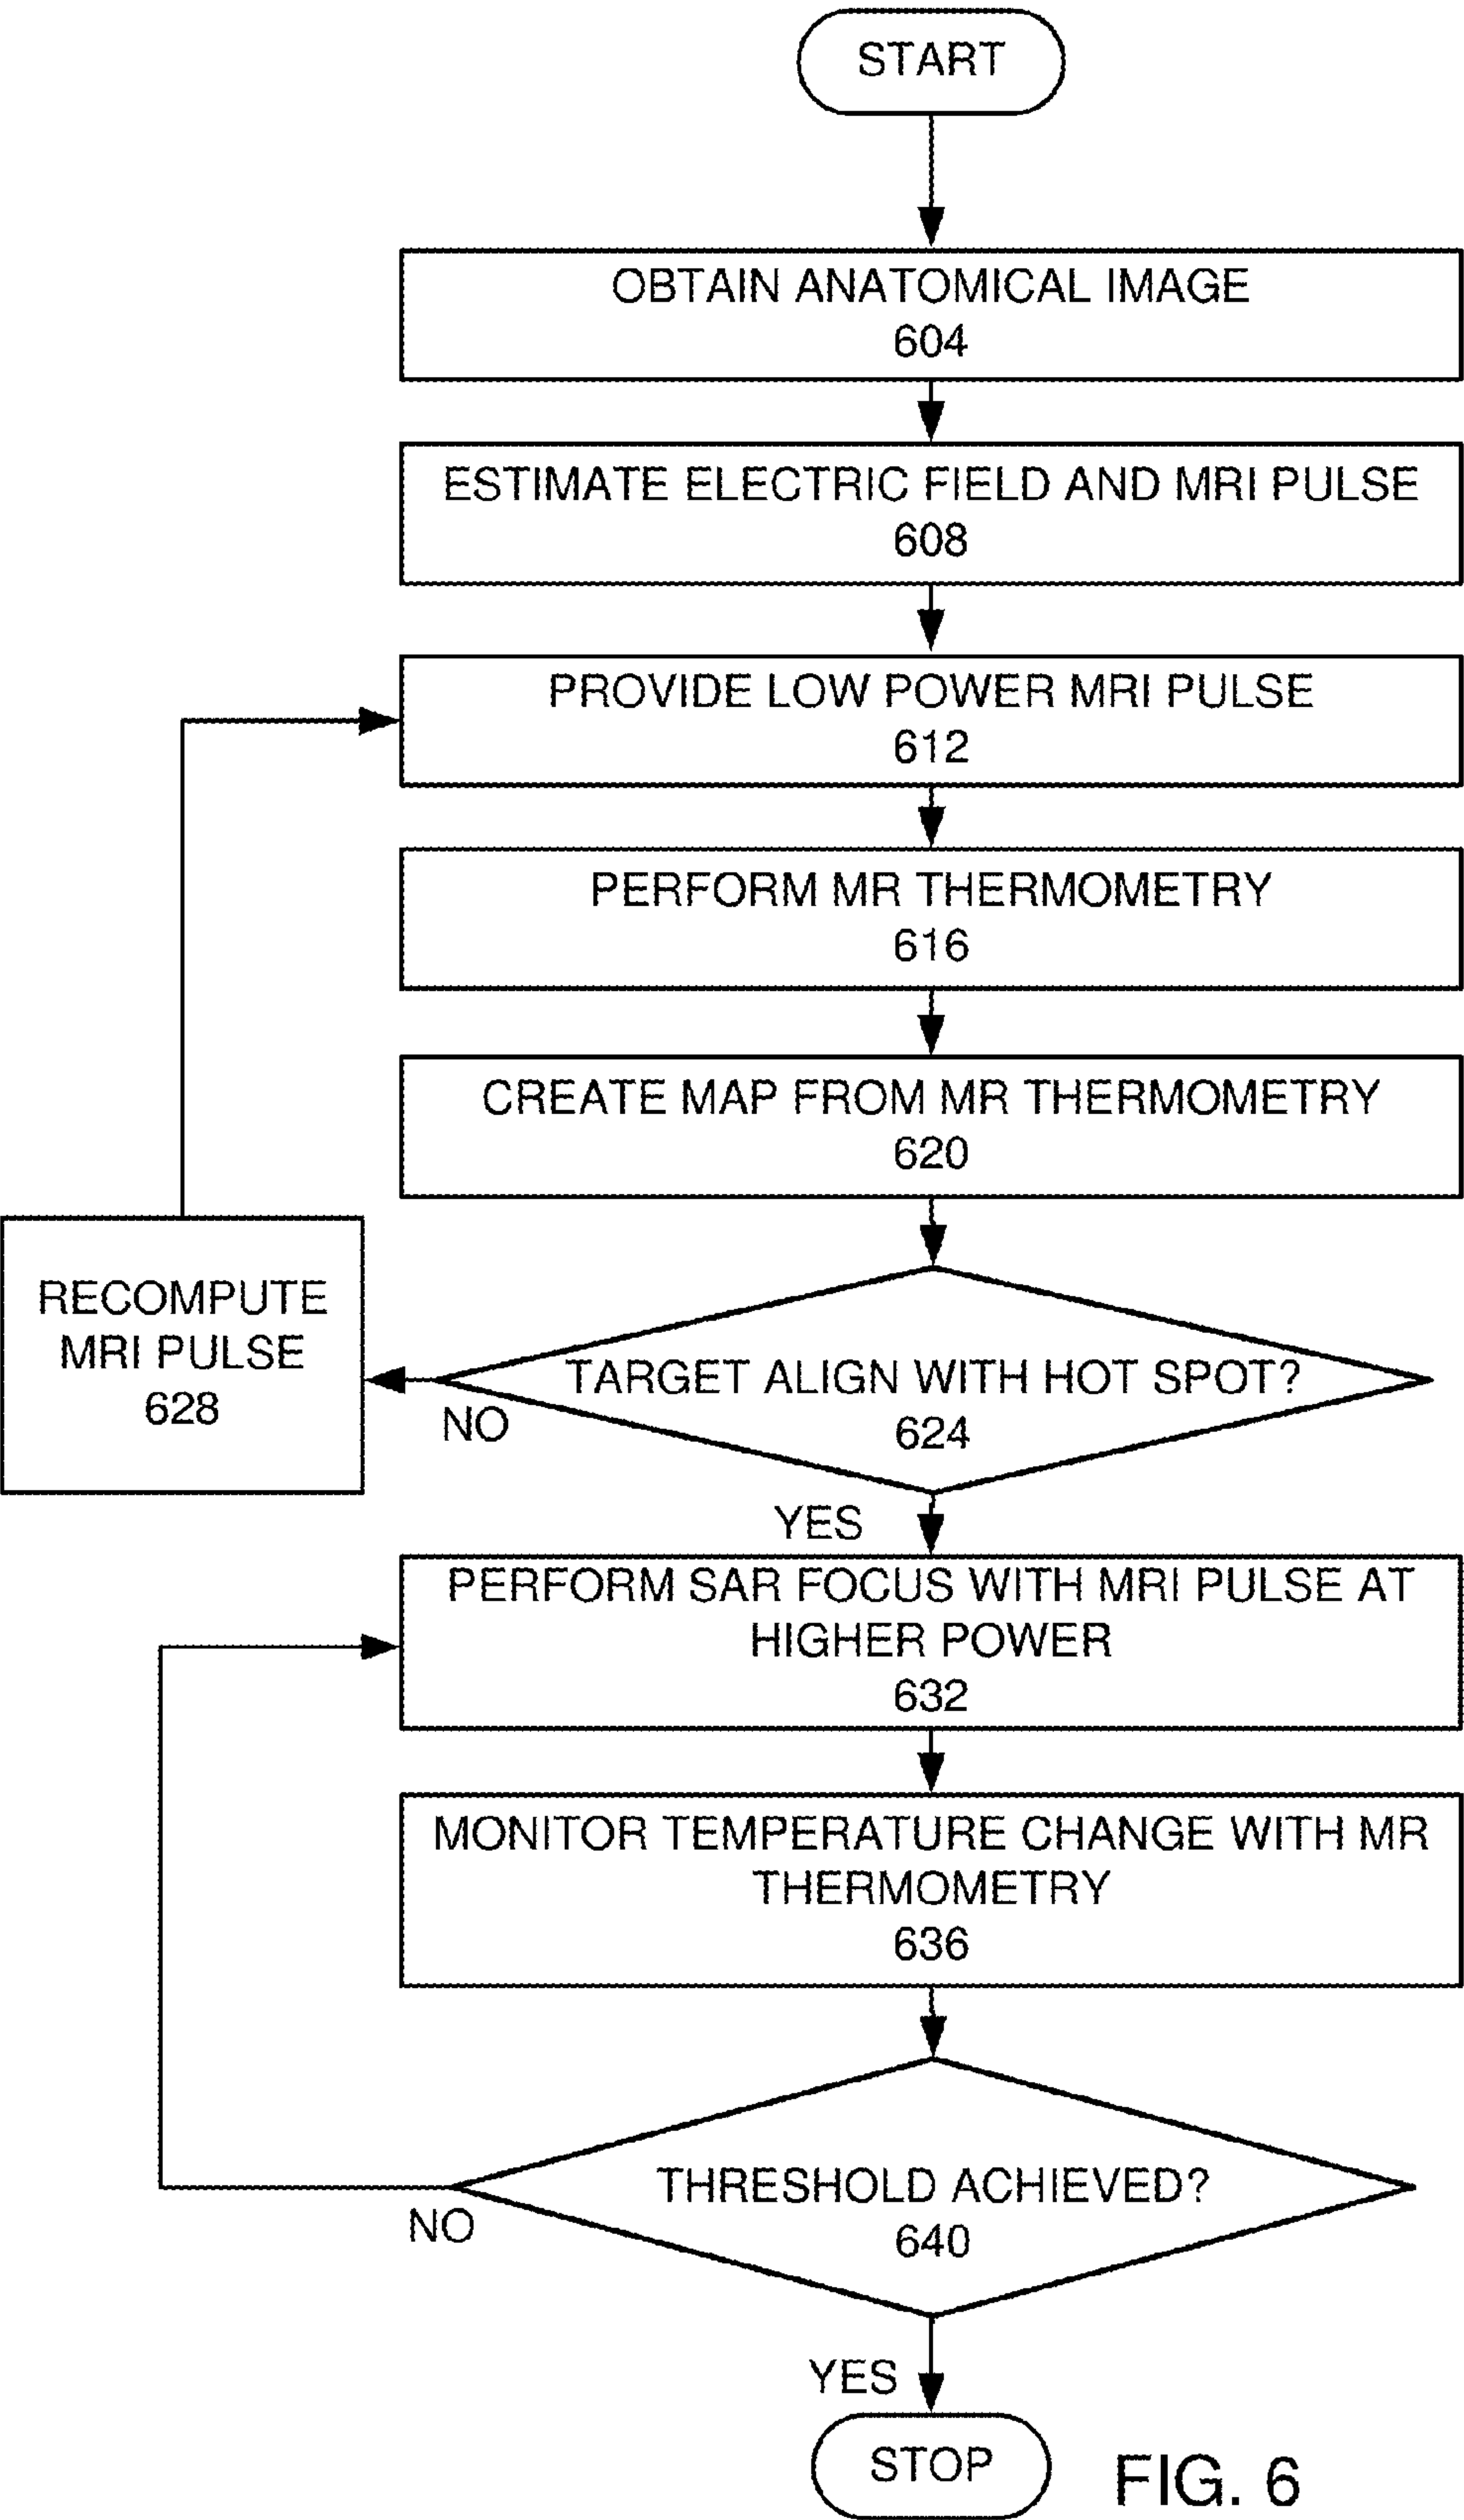 START
OBTAIN ANATOMICAL IMAGE
604
ESTIMATE ELECTRIC FIELD AND MRI PULSE
608
PROVIDE LOW POWER MRI PULSE
612
PERFORM MR THERMOMETRY
616
CREATE MAP FROM MR THERMOMETRY
620
RECOMPUTE
MRI PULSE
628
TARGET ALIGN WITH HOT SPOT?
624
NO
YES
PERFORM SAR FOCUS WITH MRI PULSE AT
HIGHER POWER
632
MONITOR TEMPERATURE CHANGE WITH MR
THERMOMETRY
636
THRESHOLD ACHIEVED?
640
NO
YES
STOP
FIG. 6